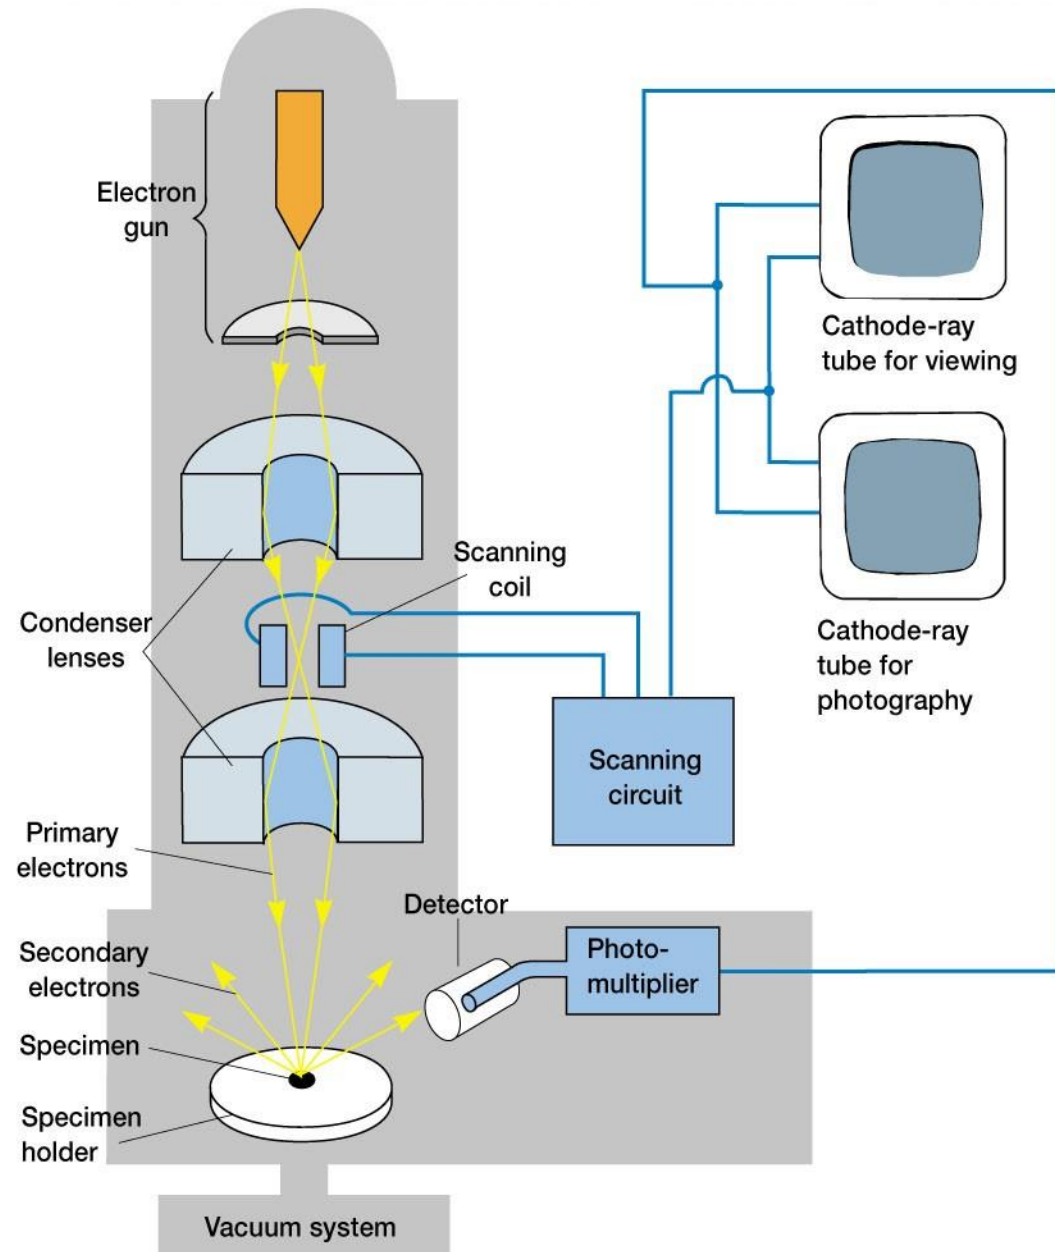 Electron
gun
Cathode-ray
tube for viewing
Scanning
coil
Condenser
lenses
Cathode-ray
tube for
photography
Scanning
circuit
Primary
electrons
Detector
Secondary
electrons
Photo-
multiplier
Specimen
Specimen
holder
Vacuum system